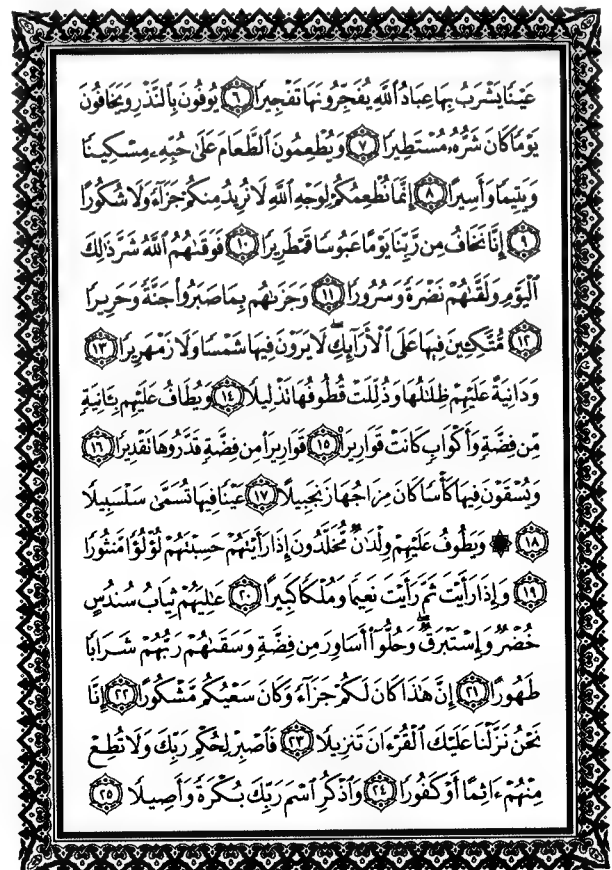 عَيْنًا يَشْرَبُ بِهَا عِبَادُ ٱللَّهِ يُفَجِّرُونَهَا تَفْجِيرًا ٦ يُوفُونَ بِٱلنَّذْرِ وَيَخَافُونَ
يَوْمًا كَانَ شَرُّهُۥ مُسْتَطِيرًا ٧ وَيُطْعِمُونَ ٱلطَّعَامَ عَلَىٰ حُبِّهِۦ مِسْكِينًا
وَيَتِيمًا وَأَسِيرًا ٨ إِنَّمَا نُطْعِمُكُمْ لِوَجْهِ ٱللَّهِ لَا نُرِيدُ مِنكُمْ جَزَآءً وَلَا شُكُورًا
٩ إِنَّا نَخَافُ مِن رَّبِّنَا يَوْمًا عَبُوسًا قَمْطَرِيرًا ١٠ فَوَقَىٰهُمُ ٱللَّهُ شَرَّ ذَٰلِكَ
ٱلْيَوْمِ وَلَقَّىٰهُمْ نَضْرَةً وَسُرُورًا ١١ وَجَزَىٰهُم بِمَا صَبَرُوا۟ جَنَّةً وَحَرِيرًا
١٢ مُّتَّكِـِٔينَ فِيهَا عَلَى ٱلْأَرَآئِكِ ۖ لَا يَرَوْنَ فِيهَا شَمْسًا وَلَا زَمْهَرِيرًا ١٣
وَدَانِيَةً عَلَيْهِمْ ظِلَٰلُهَا وَذُلِّلَتْ قُطُوفُهَا تَذْلِيلًا ١٤ وَيُطَافُ عَلَيْهِم بِـَٔانِيَةٍ
مِّن فِضَّةٍ وَأَكْوَابٍ كَانَتْ قَوَارِيرَا۠ ١٥ قَوَارِيرَا۟ مِن فِضَّةٍ قَدَّرُوهَا تَقْدِيرًا ١٦
وَيُسْقَوْنَ فِيهَا كَأْسًا كَانَ مِزَاجُهَا زَنجَبِيلًا ١٧ عَيْنًا فِيهَا تُسَمَّىٰ سَلْسَبِيلًا
١٨ ۞ وَيَطُوفُ عَلَيْهِمْ وِلْدَٰنٌ مُّخَلَّدُونَ إِذَا رَأَيْتَهُمْ حَسِبْتَهُمْ لُؤْلُؤًا مَّنثُورًا
١٩ وَإِذَا رَأَيْتَ ثَمَّ رَأَيْتَ نَعِيمًا وَمُلْكًا كَبِيرًا ٢٠ عَٰلِيَهُمْ ثِيَابُ سُندُسٍ
خُضْرٌ وَإِسْتَبْرَقٌ ۖ وَحُلُّوٓا۟ أَسَاوِرَ مِن فِضَّةٍ وَسَقَىٰهُمْ رَبُّهُمْ شَرَابًا
طَهُورًا ٢١ إِنَّ هَٰذَا كَانَ لَكُمْ جَزَآءً وَكَانَ سَعْيُكُم مَّشْكُورًا ٢٢ إِنَّا
نَحْنُ نَزَّلْنَا عَلَيْكَ ٱلْقُرْءَانَ تَنزِيلًا ٢٣ فَٱصْبِرْ لِحُكْمِ رَبِّكَ وَلَا تُطِعْ
مِنْهُمْ ءَاثِمًا أَوْ كَفُورًا ٢٤ وَٱذْكُرِ ٱسْمَ رَبِّكَ بُكْرَةً وَأَصِيلًا ٢٥